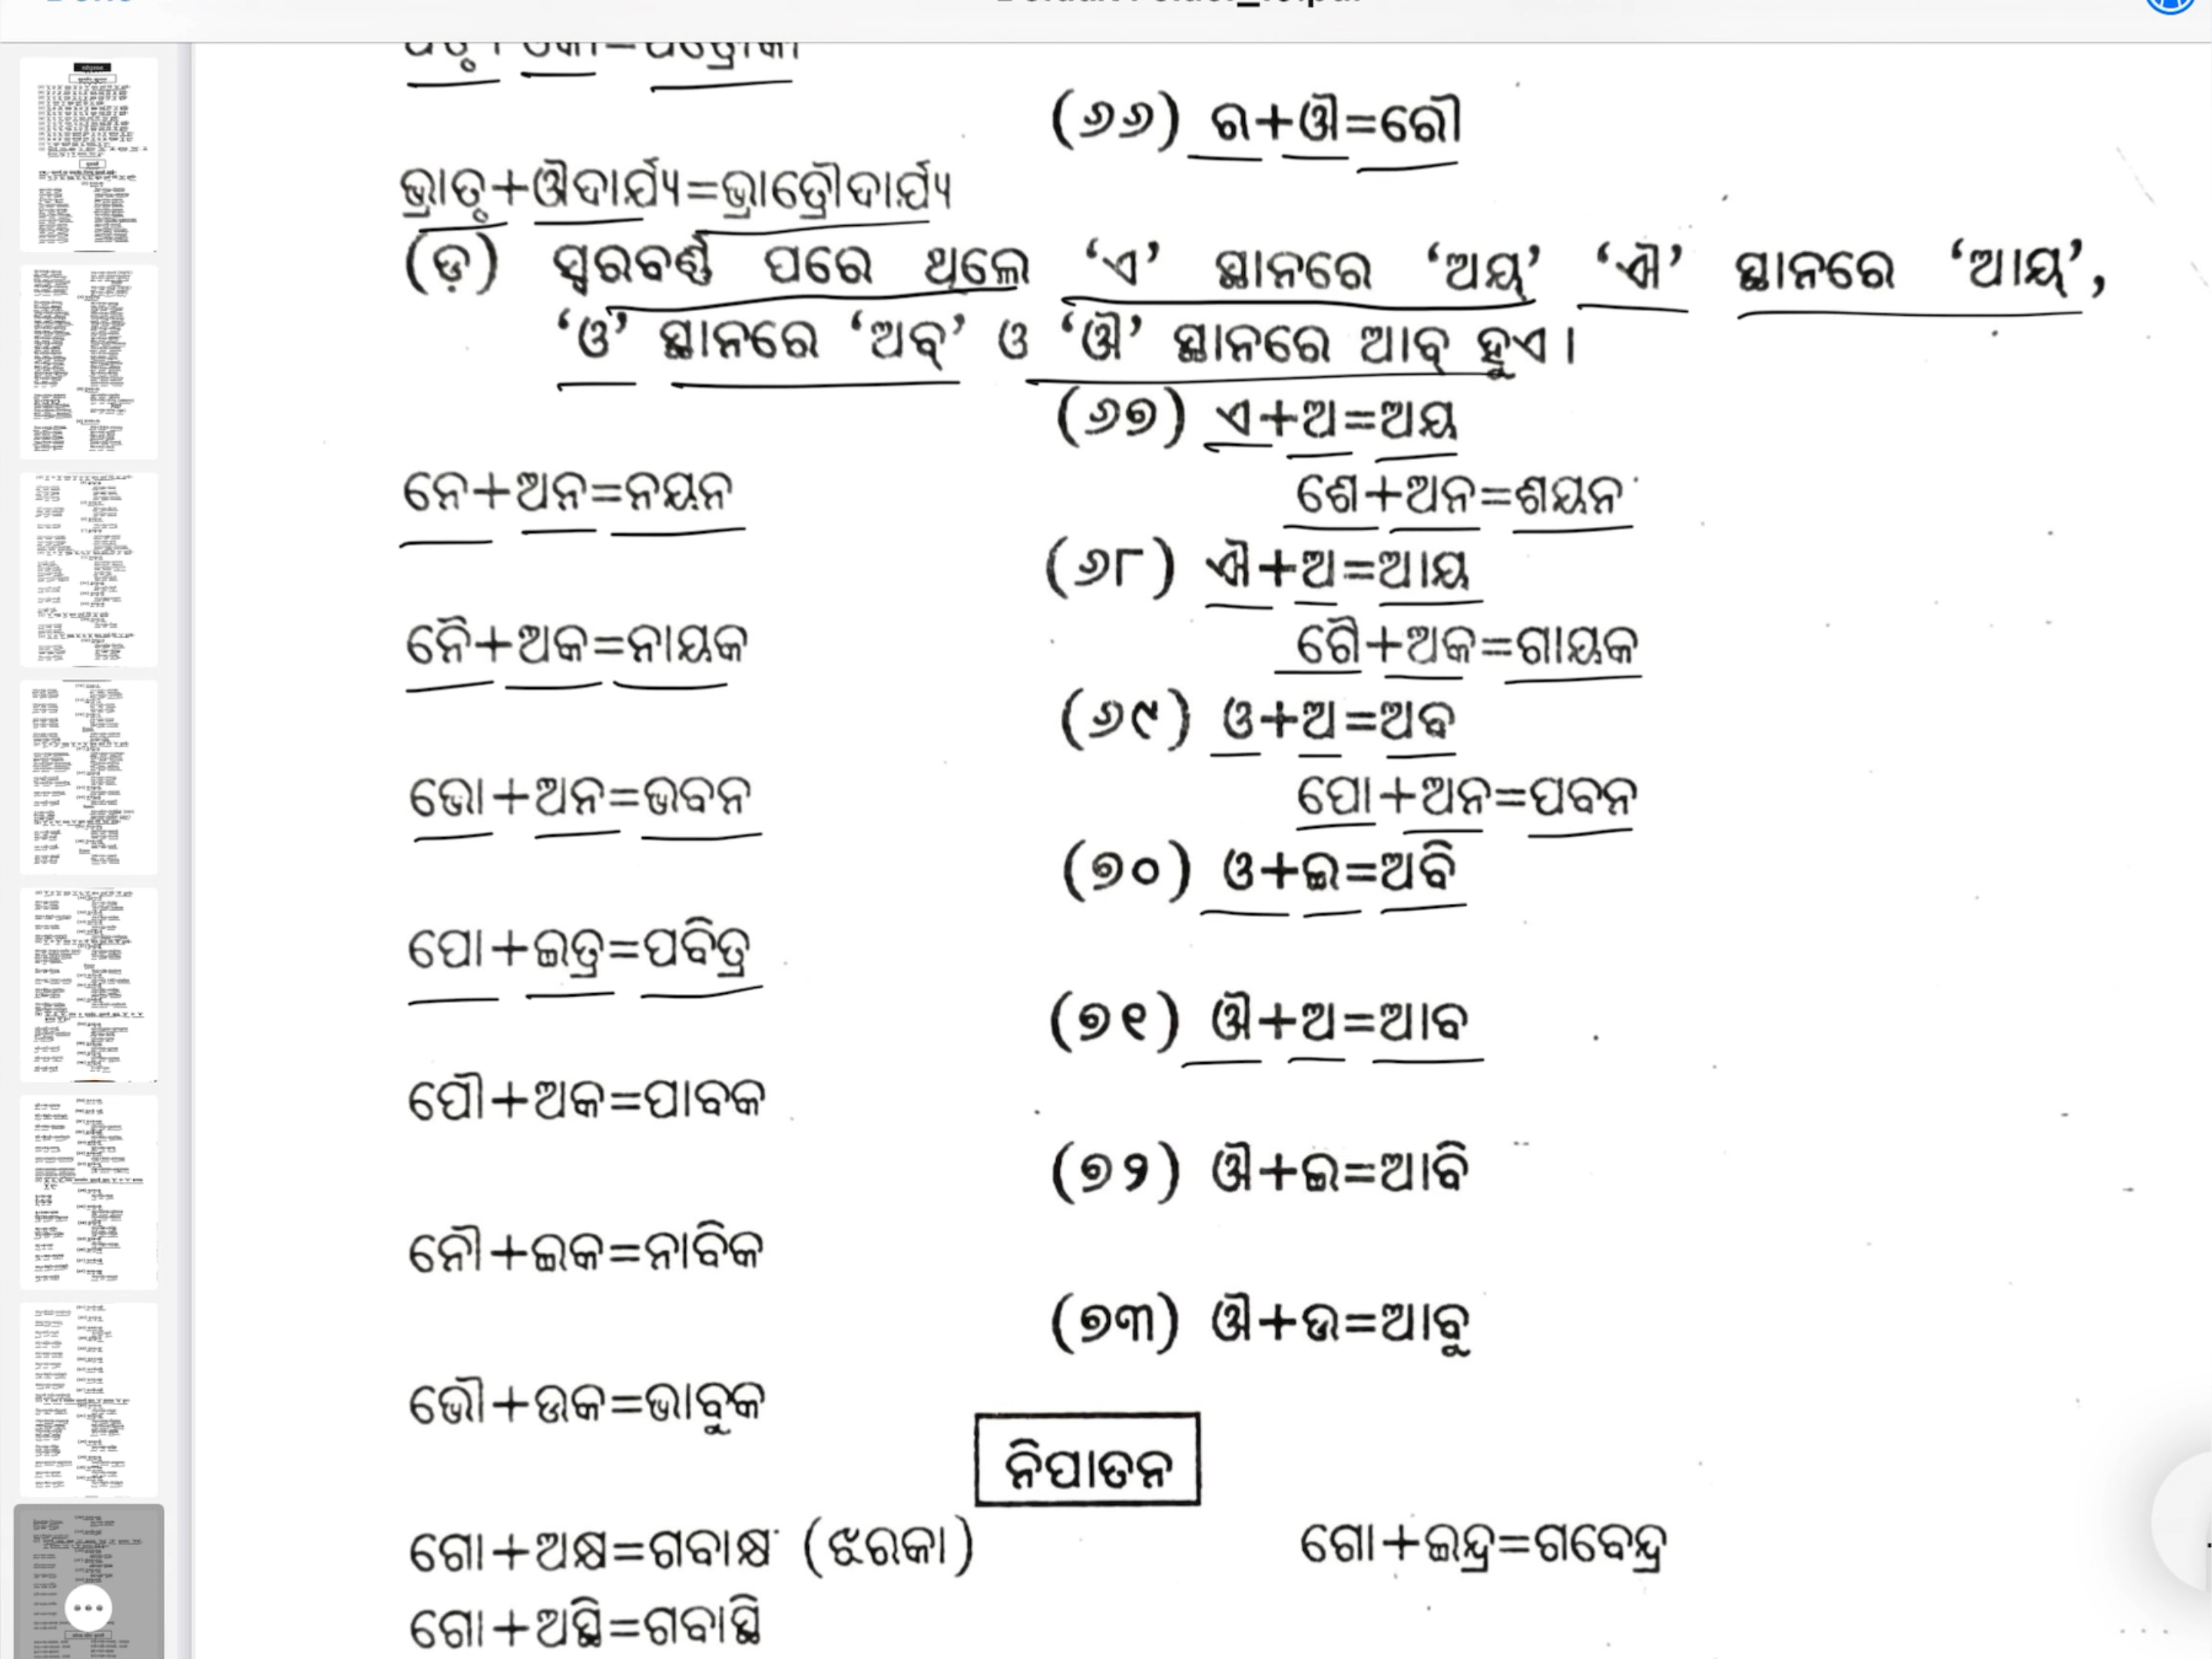 (୬୬) ର+ଔ=ରୌ
ଭ୍ରାତୃ+ଔଦାର୍ଯ୍ୟ=ଭ୍ରାତ୍ରୌଦାର୍ଯ୍ୟ
(ଡ଼) ସ୍ୱରବର୍ଣ୍ଣ ପରେ ଥିଲେ ‘ଏ’ ସ୍ଥାନରେ ‘ଅୟ୍’ ‘ଐ’ ସ୍ଥାନରେ ‘ଆୟ୍’,
‘ଓ’ ସ୍ଥାନରେ ‘ଅବ୍’ ଓ ‘ଔ’ ସ୍ଥାନରେ ଆବ୍ ହୁଏ ।
(୬୭) ଏ+ଅ=ଅୟ
ନେ+ଅନ=ନୟନ ଶେ+ଅନ=ଶୟନ
(୬୮) ଐ+ଅ=ଆୟ
ନୈ+ଅକ=ନାୟକ ଗୈ+ଅକ=ଗାୟକ
(୬୯) ଓ+ଅ=ଅବ
ଭୋ+ଅନ=ଭବନ ପୋ+ଅନ=ପବନ
(୭୦) ଓ+ଇ=ଅବି
ପୋ+ଇତ୍ର=ପବିତ୍ର
(୭୧) ଔ+ଅ=ଆବ
ପୌ+ଅକ=ପାବକ
(୭୨) ଔ+ଇ=ଆବି
ନୌ+ଇକ=ନାବିକ
(୭୩) ଔ+ଉ=ଆବୁ
ଭୌ+ଉକ=ଭାବୁକ
ନିପାତନ
ଗୋ+ଅକ୍ଷ=ଗବାକ୍ଷ (ଝରକା) ଗୋ+ଇନ୍ଦ୍ର=ଗବେନ୍ଦ୍ର
ଗୋ+ଅସ୍ଥି=ଗବାସ୍ଥି